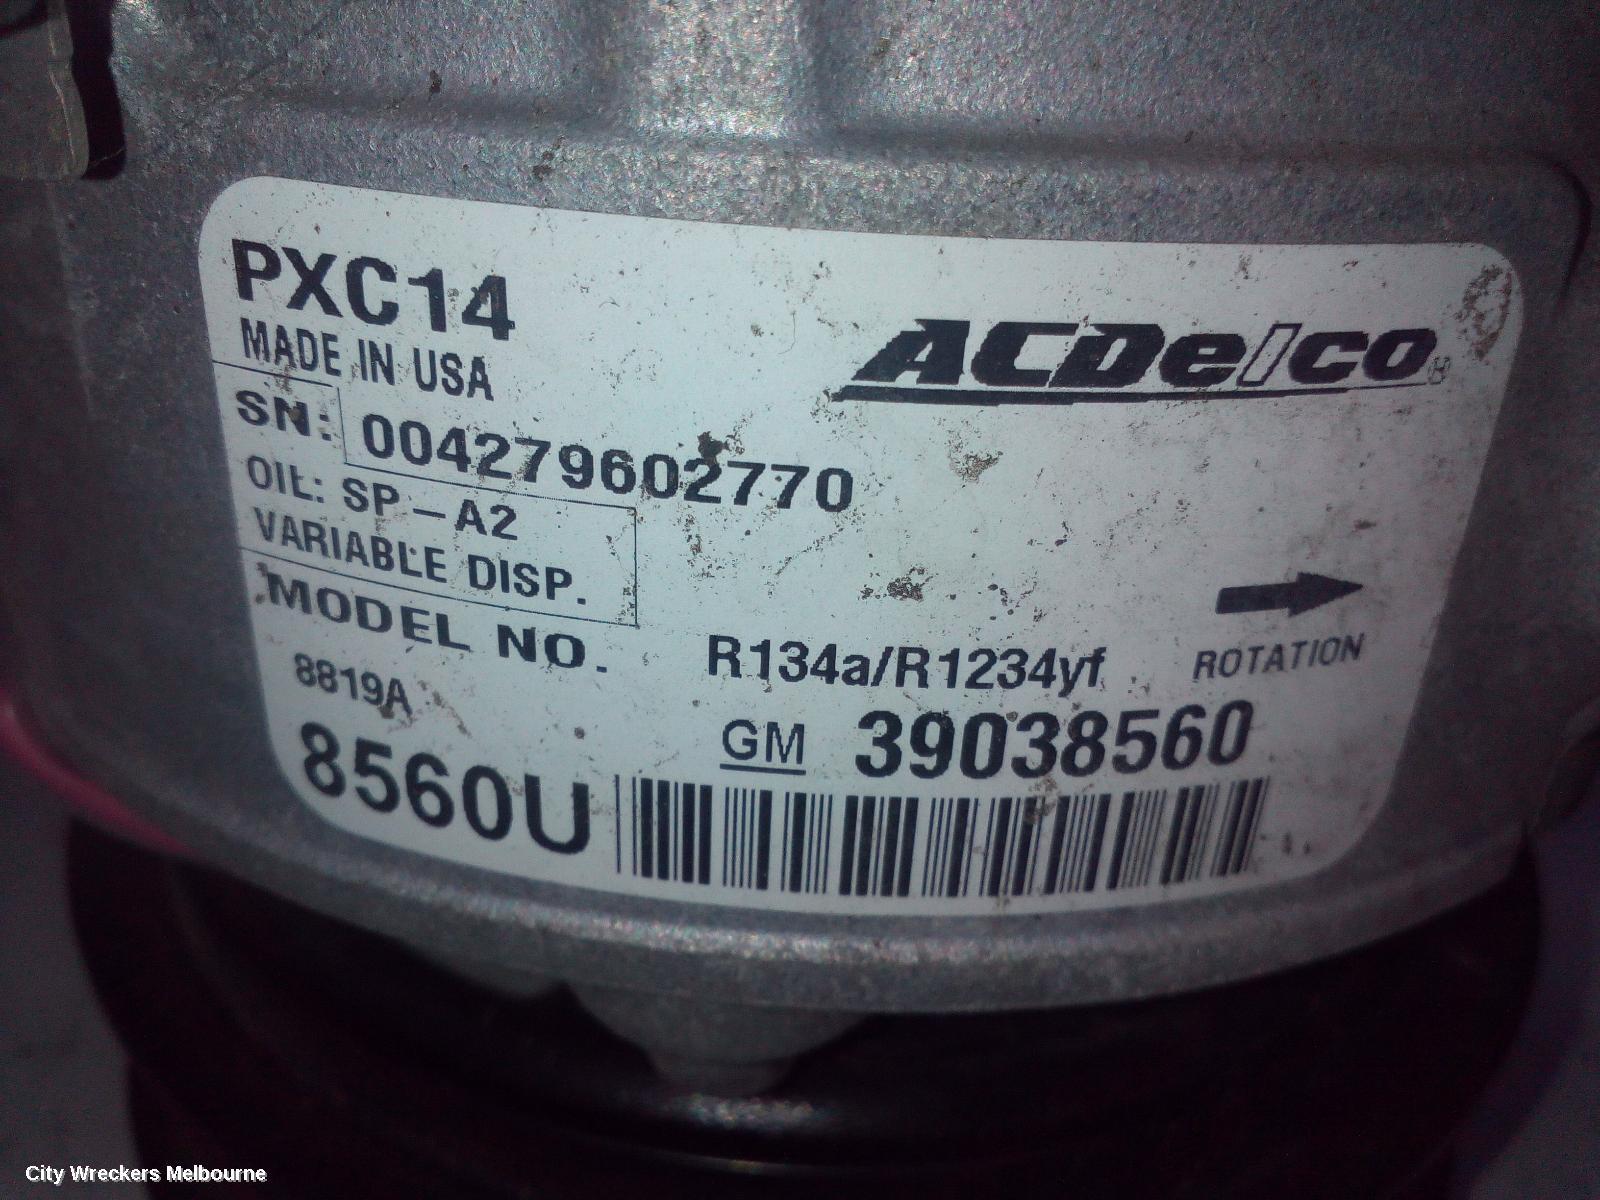 PXC14
MADE IN USA
ACDelco
SN: 004279602770
OIL: SP-A2
VARIABLE DISP.
MODEL NO.
8819A
8560U
R134a/R1234yf
ROTATION
GM 39038560
City Wreckers Melbourne